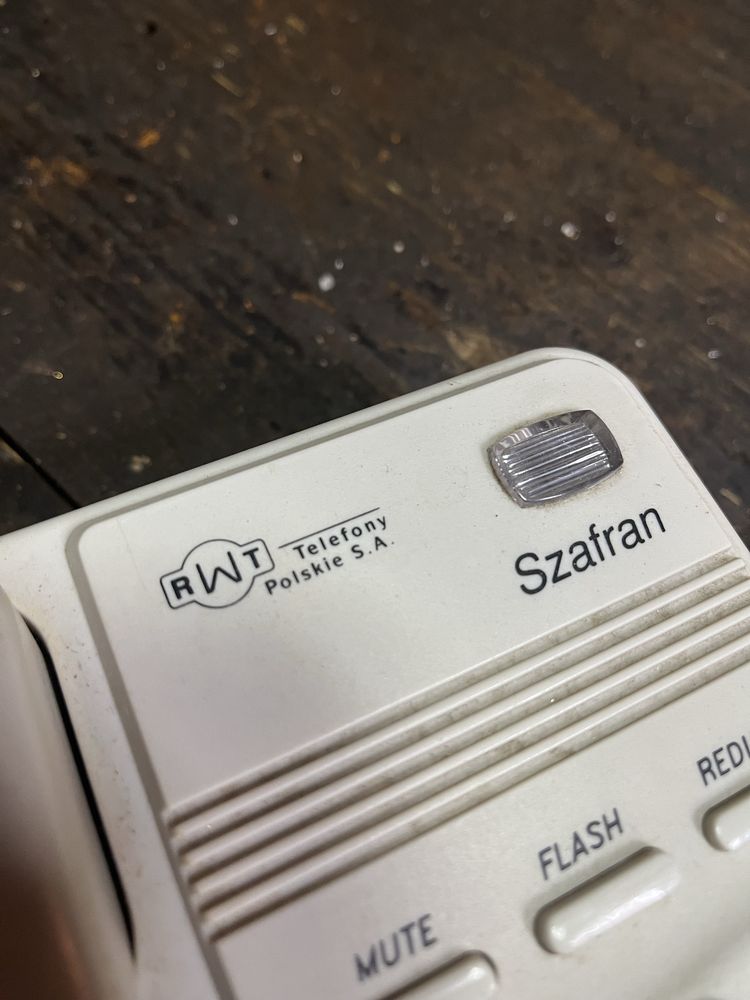 RWT Telefony
Polskie S.A.
Szafran
FLASH
MUTE